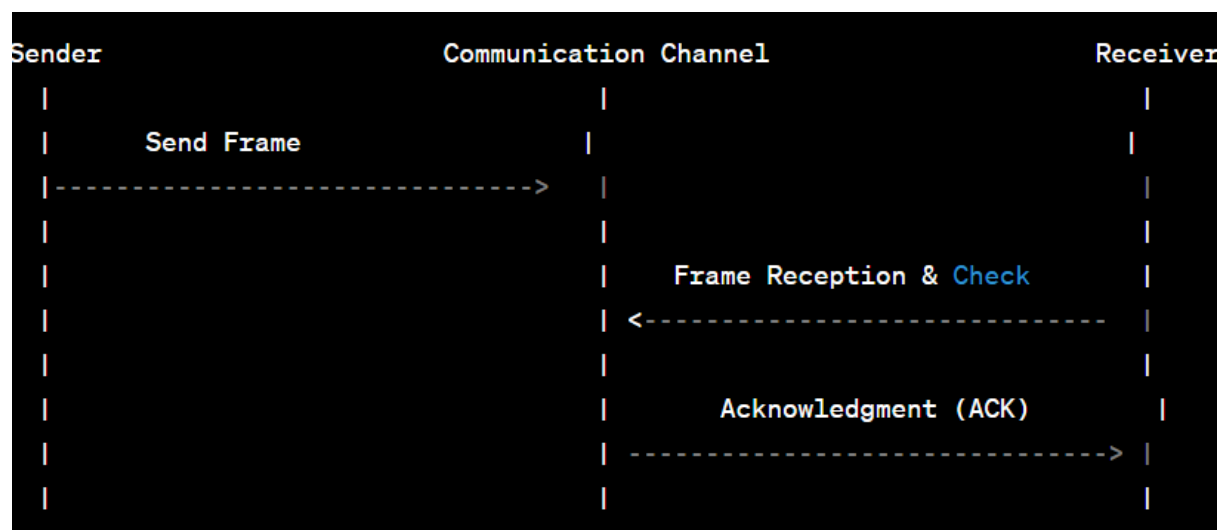 Sender Communication Channel Receiver
| | |
| Send Frame | |
|-------------------------------> | |
| | |
| | Frame Reception & Check |
| | <------------------------------ |
| | |
| | Acknowledgment (ACK) |
| | -------------------------------> |
| | |